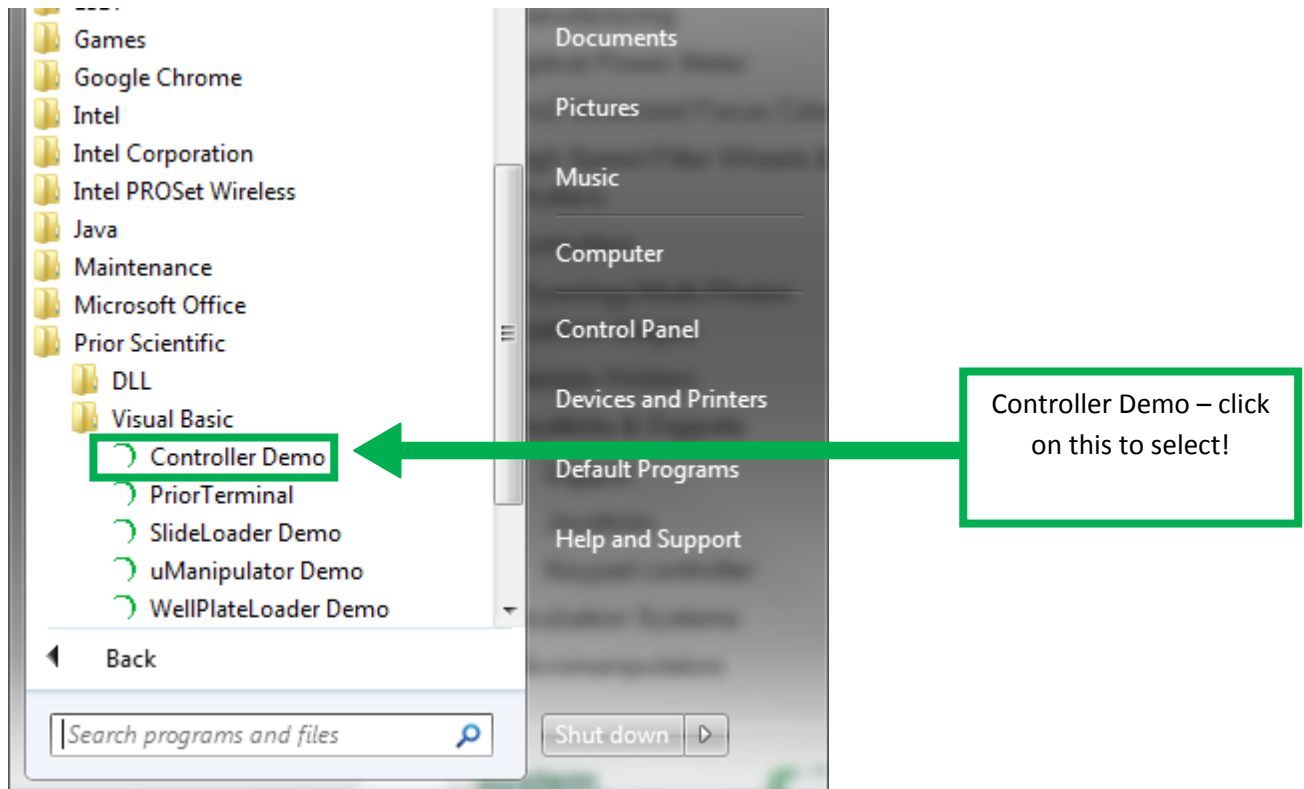 Games
Google Chrome
Intel
Intel Corporation
Intel PROSet Wireless
Java
Maintenance
Microsoft Office
Prior Scientific
DLL
Visual Basic
Controller Demo
PriorTerminal
SlideLoader Demo
uManipulator Demo
WellPlateLoader Demo
Back
Search programs and files
Documents
Pictures
Music
Computer
Control Panel
Devices and Printers
Default Programs
Help and Support
Shut down
Controller Demo – click
on this to select!